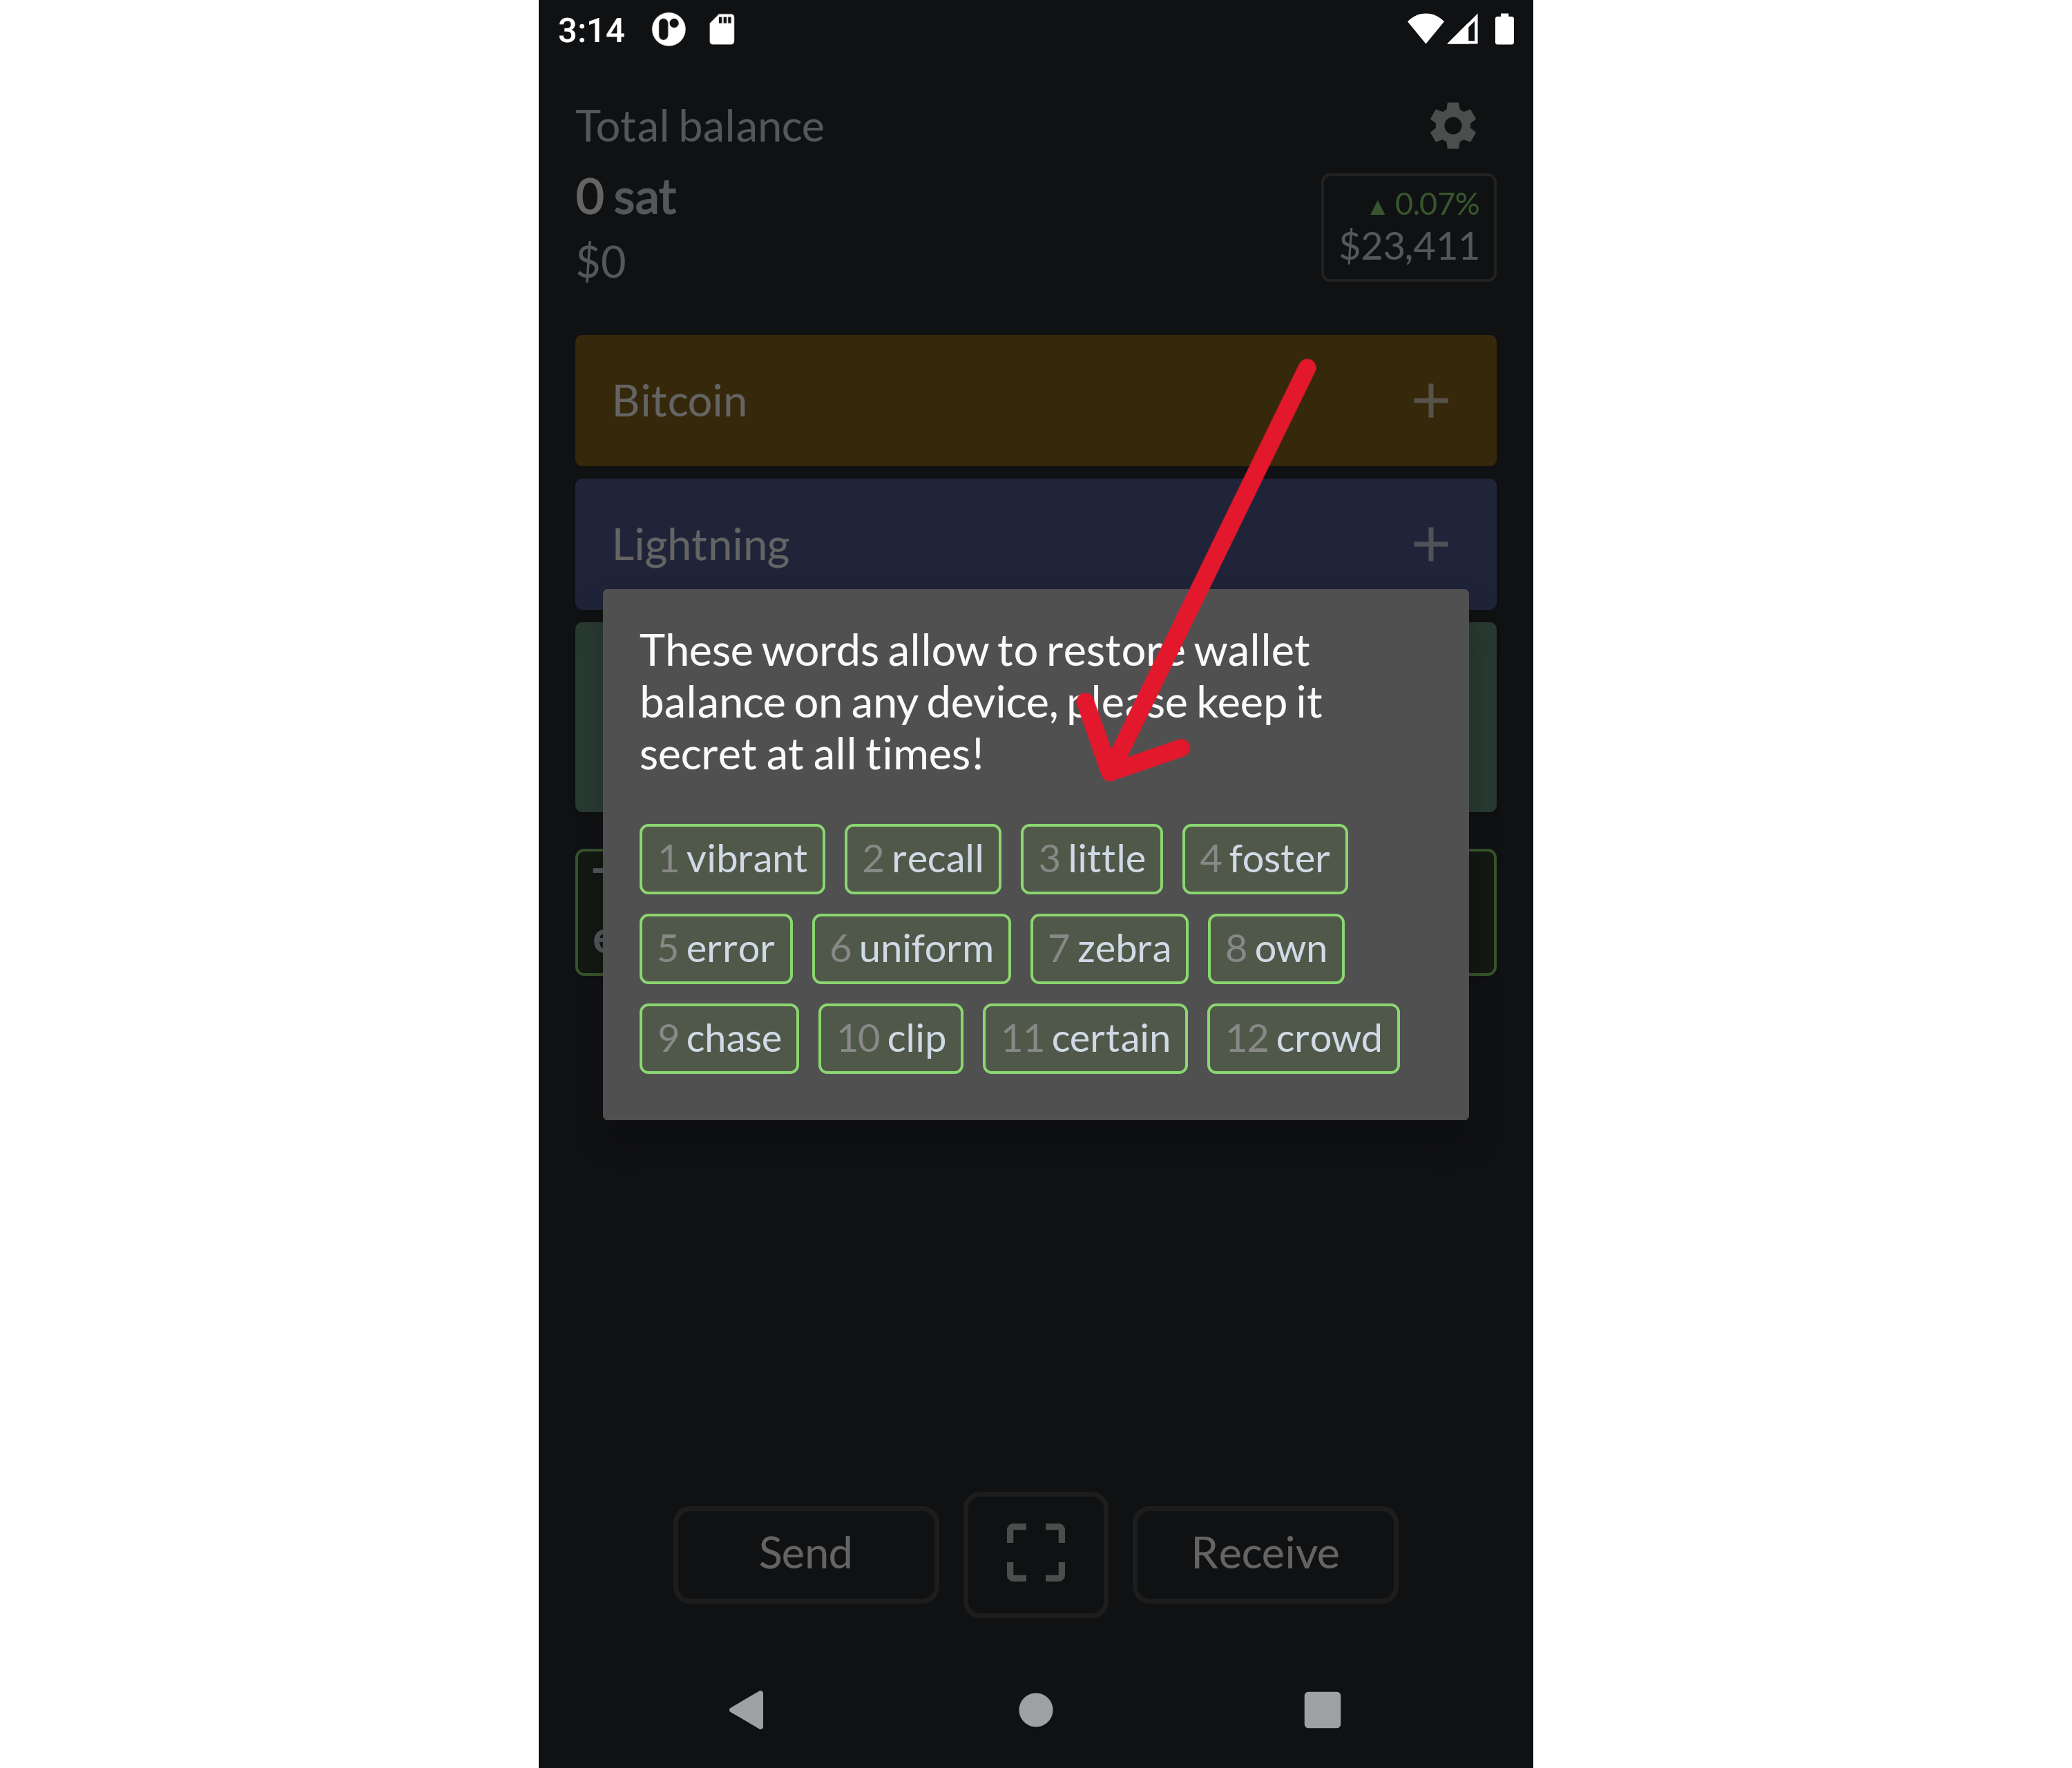 3:14
Total balance
0 sat
$0
▲ 0.07%
$23,411
Bitcoin +
Lightning +
These words allow to restore wallet
balance on any device, please keep it
secret at all times!
1 vibrant 2 recall 3 little 4 foster
5 error 6 uniform 7 zebra 8 own
9 chase 10 clip 11 certain 12 crowd
Send Receive